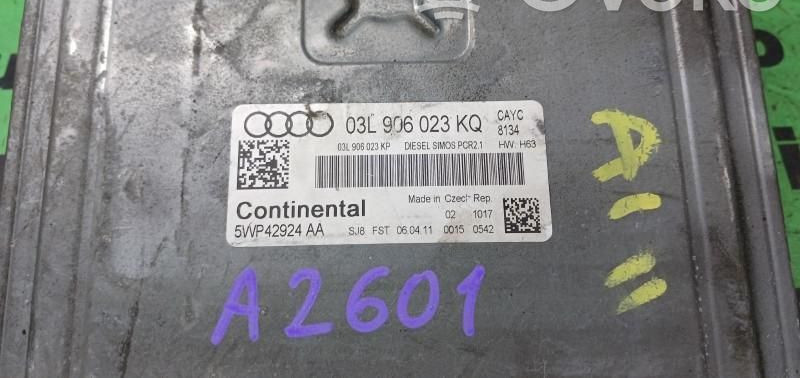 03L 906 023 KQ CAYC
8134
03L 906 023 KP DIESEL SIMOS PCR2.1 HW: H63
Continental Made in Czech Rep.
02 1017
5WP42924 AA SJ8 FST 06.04.11 0015 0542
A2601